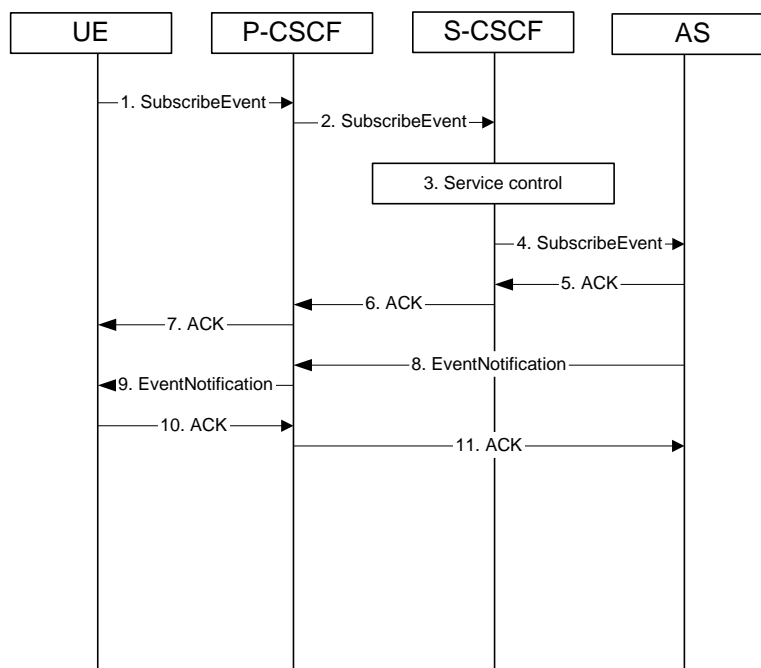 UE
P-CSCF
S-CSCF
AS
1. SubscribeEvent
2. SubscribeEvent
3. Service control
4. SubscribeEvent
5. ACK
6. ACK
7. ACK
8. EventNotification
9. EventNotification
10. ACK
11. ACK